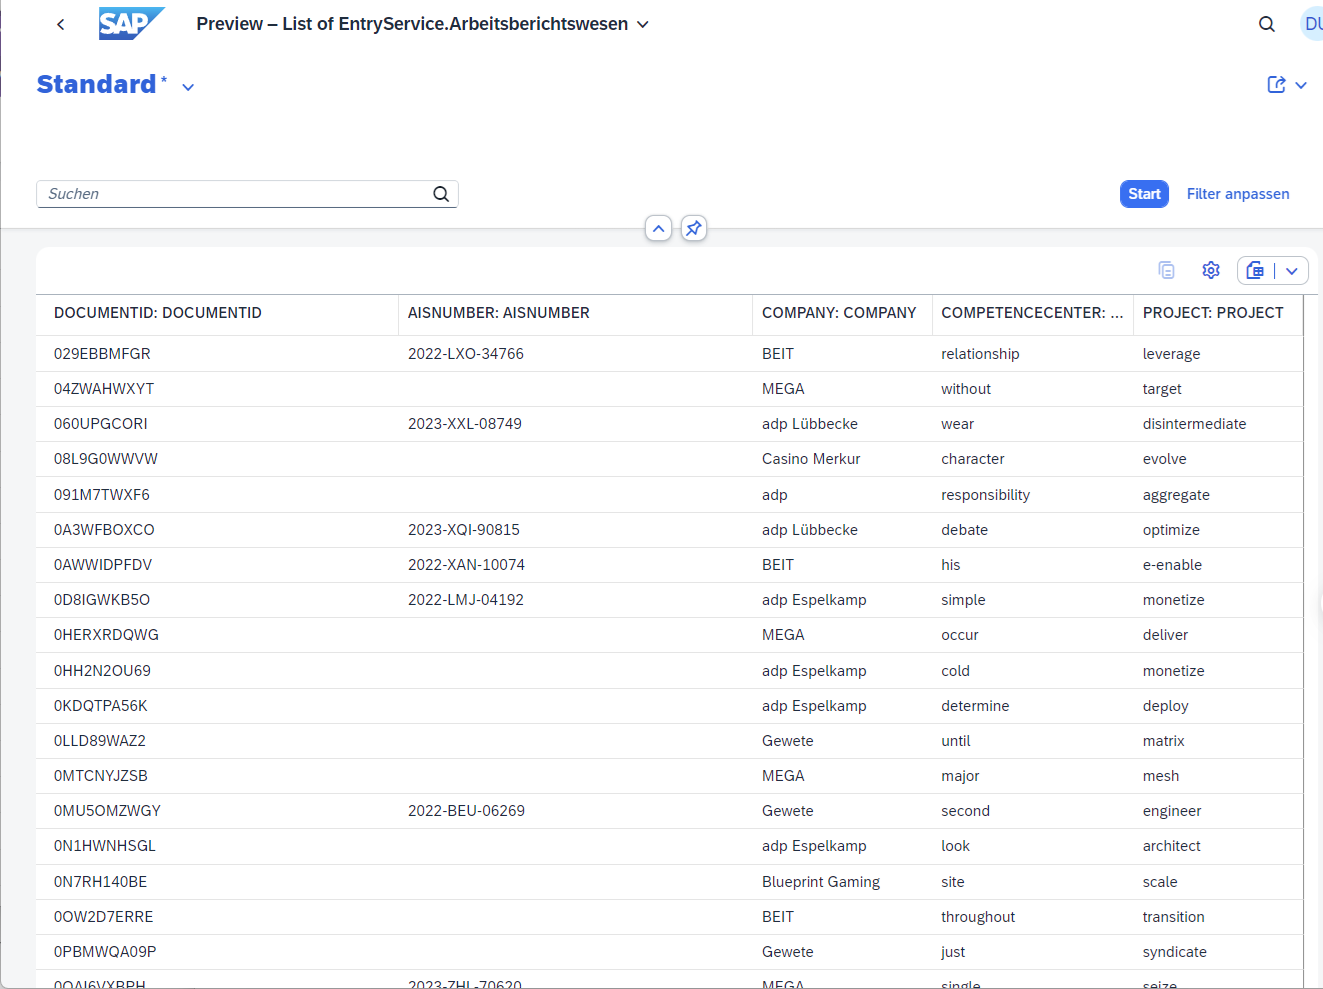 SAP Preview – List of EntryService.Arbeitsberichtswesen DU
Standard *
Suchen Start Filter anpassen
DOCUMENTID: DOCUMENTID AISNUMBER: AISNUMBER COMPANY: COMPANY COMPETENCECENTER: ... PROJECT: PROJECT
029EBBMFGR 2022-LXO-34766 BEIT relationship leverage
04ZWAHWXYT MEGA without target
060UPGCORI 2023-XXL-08749 adp Lübbecke wear disintermediate
08L9G0WWVW Casino Merkur character evolve
091M7TWXF6 adp responsibility aggregate
0A3WFBOXCO 2023-XQI-90815 adp Lübbecke debate optimize
0AWWIDPFDV 2022-XAN-10074 BEIT his e-enable
0D8IGWKB5O 2022-LMJ-04192 adp Espelkamp simple monetize
0HERXRDQWG MEGA occur deliver
0HH2N2OU69 adp Espelkamp cold monetize
0KDQTPA56K adp Espelkamp determine deploy
0LLD89WAZ2 Gewete until matrix
0MTCNYJZSB MEGA major mesh
0MU5OMZWGY 2022-BEU-06269 Gewete second engineer
0N1HWNHSGL adp Espelkamp look architect
0N7RH140BE Blueprint Gaming site scale
0OW2D7ERRE BEIT throughout transition
0PBMWQA09P Gewete just syndicate
2023-ZHL-70620 MEGA single seize